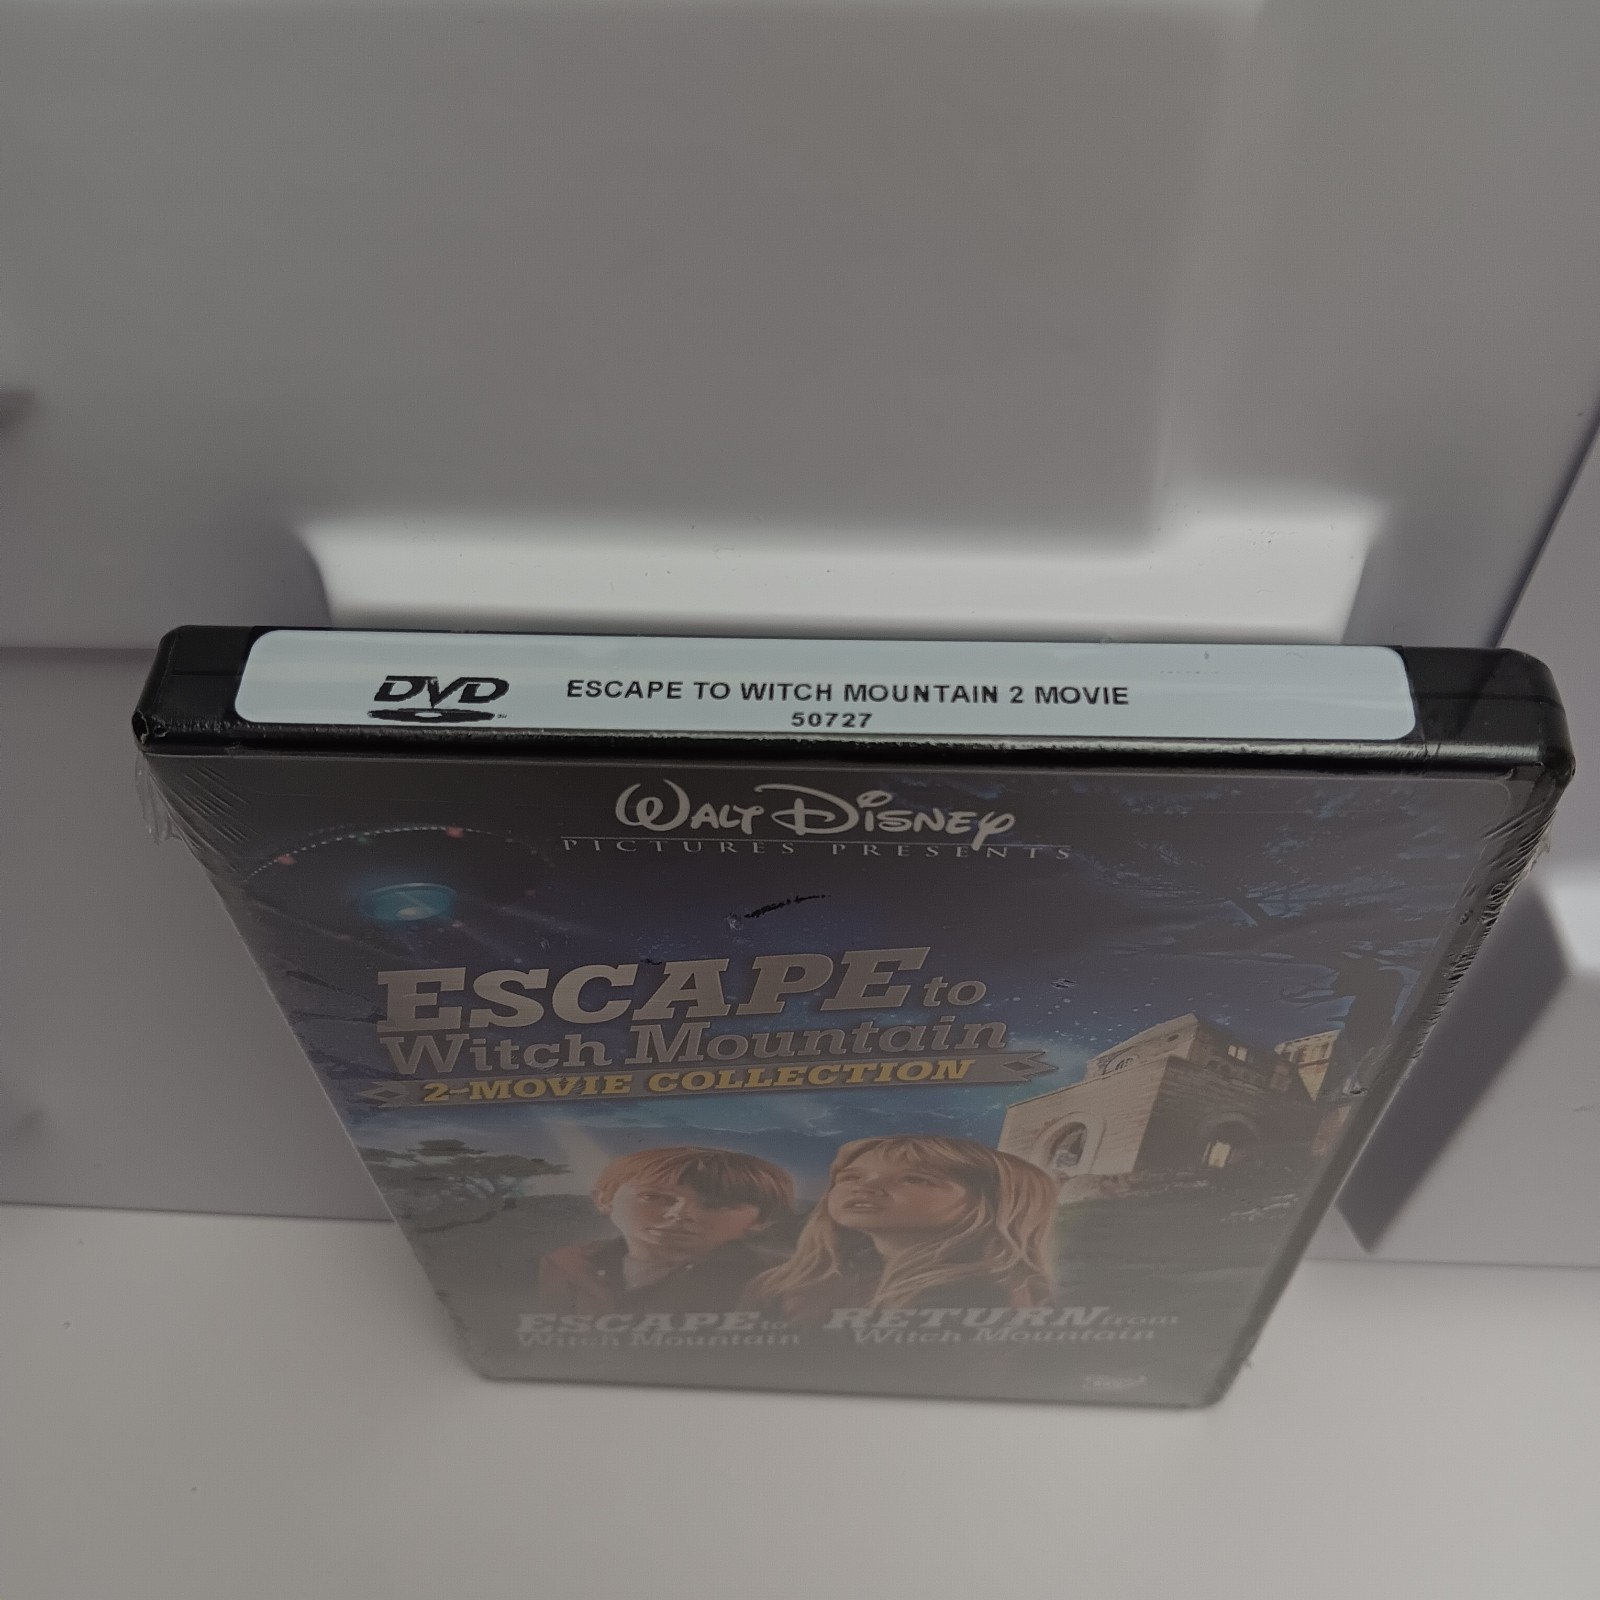 DVD
ESCAPE TO WITCH MOUNTAIN 2 MOVIE
50727
WALT DISNEY
PICTURES PRESENTS
ESCAPE to
Witch Mountain
2-MOVIE COLLECTION
ESCAPE to
Witch Mountain
RETURN from
Witch Mountain